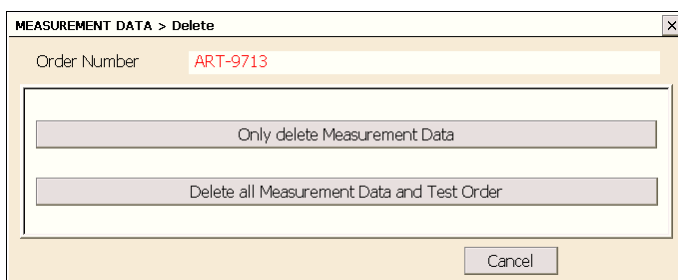 MEASUREMENT DATA > Delete
Order Number ART-9713
Only delete Measurement Data
Delete all Measurement Data and Test Order
Cancel